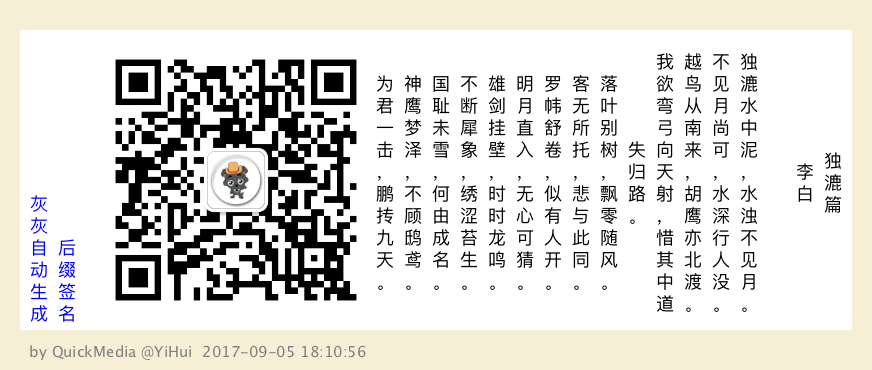 独漉篇
李白
独漉水中泥,水浊不见月。
不见月尚可,水深行人没。
越鸟从南来,胡鹰亦北渡。
我欲弯弓向天射,惜其中道
失归路。
落叶别树,飘零随风。
客无所托,悲与此同。
罗帏舒卷,似有人开。
明月直入,无心可猜。
雄剑挂壁,时时龙鸣。
不断犀象,绣涩苔生。
国耻未雪,何由成名。
神鹰梦泽,不顾鸱鸢。
为君一击,鹏抟九天。
后缀签名
灰灰自动生成
by QuickMedia @YiHui 2017-09-05 18:10:56